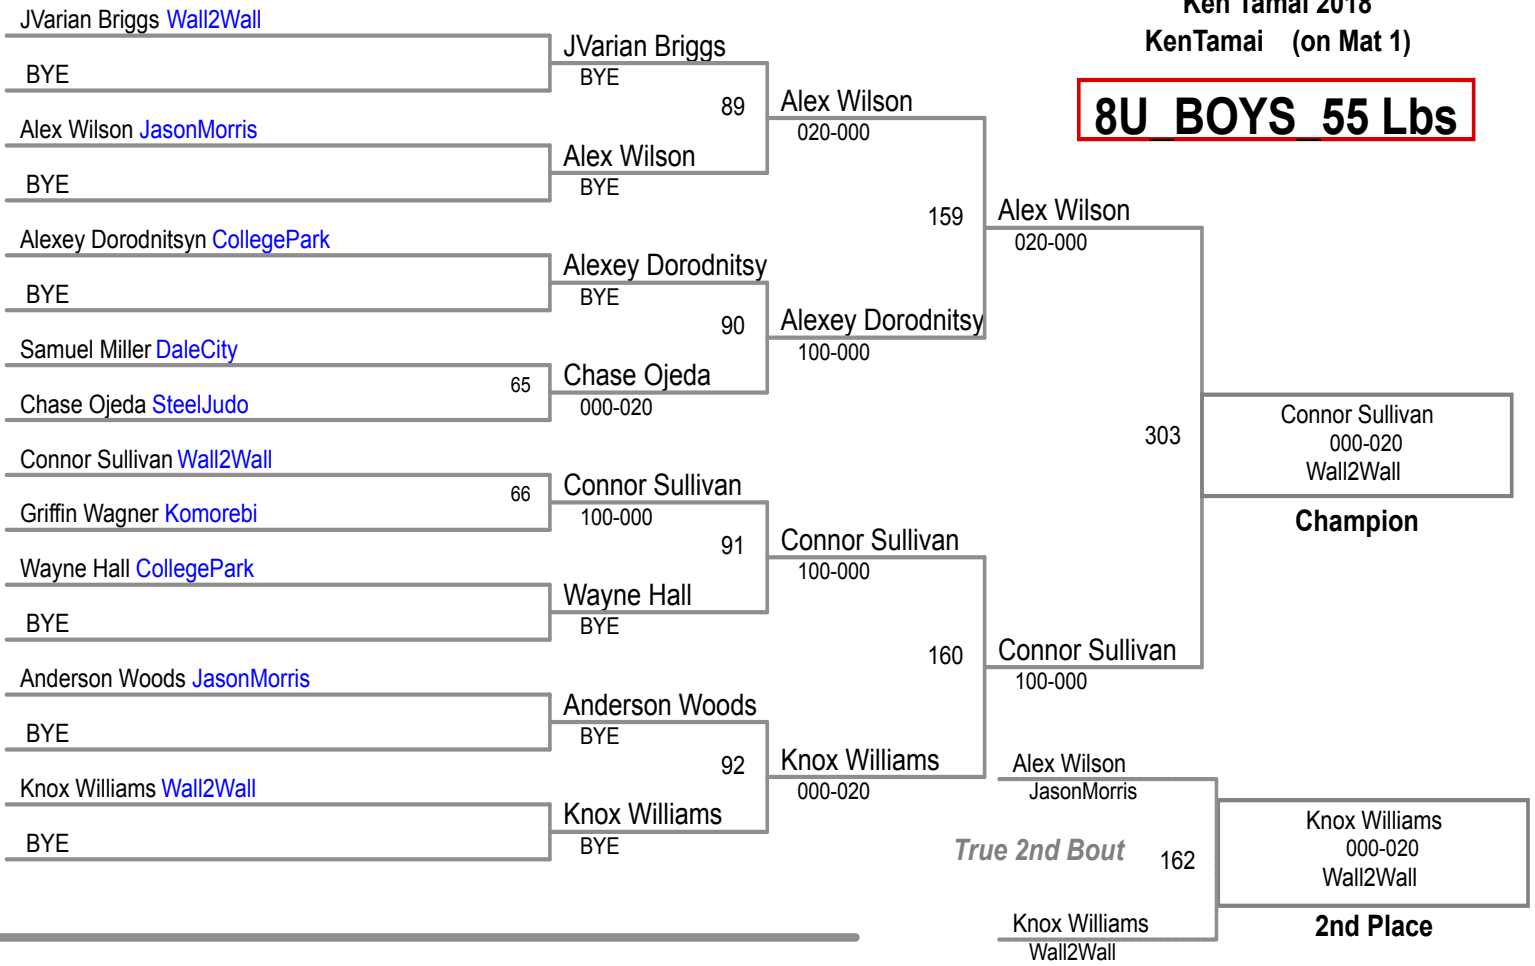 Ken Tamai 2018
KenTamai (on Mat 1)
8U_BOYS_55 Lbs
JVarian Briggs Wall2Wall
BYE
Alex Wilson JasonMorris
BYE
Alexey Dorodnitsyn CollegePark
BYE
Samuel Miller DaleCity
65
Chase Ojeda SteelJudo
Connor Sullivan Wall2Wall
66
Griffin Wagner Komorebi
Wayne Hall CollegePark
BYE
Anderson Woods JasonMorris
BYE
Knox Williams Wall2Wall
BYE
JVarian Briggs
BYE
89
Alex Wilson
BYE
Alexey Dorodnitsy
BYE
90
Chase Ojeda
000-020
Connor Sullivan
100-000
91
Wayne Hall
BYE
Anderson Woods
BYE
92
Knox Williams
BYE
Alex Wilson
020-000
159
Alexey Dorodnitsy
100-000
Connor Sullivan
100-000
160
Knox Williams
000-020
Alex Wilson
020-000
303
Connor Sullivan
100-000
Connor Sullivan
000-020
Wall2Wall
Champion
Alex Wilson
JasonMorris
True 2nd Bout
162
Knox Williams
Wall2Wall
Knox Williams
000-020
Wall2Wall
2nd Place